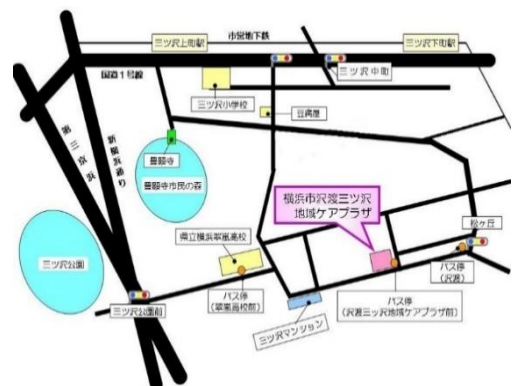 三ツ沢上町駅
市営地下鉄
三ツ沢下町駅
国道1号線
三ツ沢中町
三ツ沢小学校
豆腐屋
第三京浜
新横浜通り
豊顕寺
豊顕寺市民の森
横浜市沢渡三ツ沢
地域ケアプラザ
松ヶ丘
県立横浜翠嵐高校
三ツ沢公園
バス停
(沢渡)
バス停
(翠嵐高校前)
バス停
(沢渡三ツ沢地域ケアプラザ前)
三ツ沢公園前
三ツ沢マンション